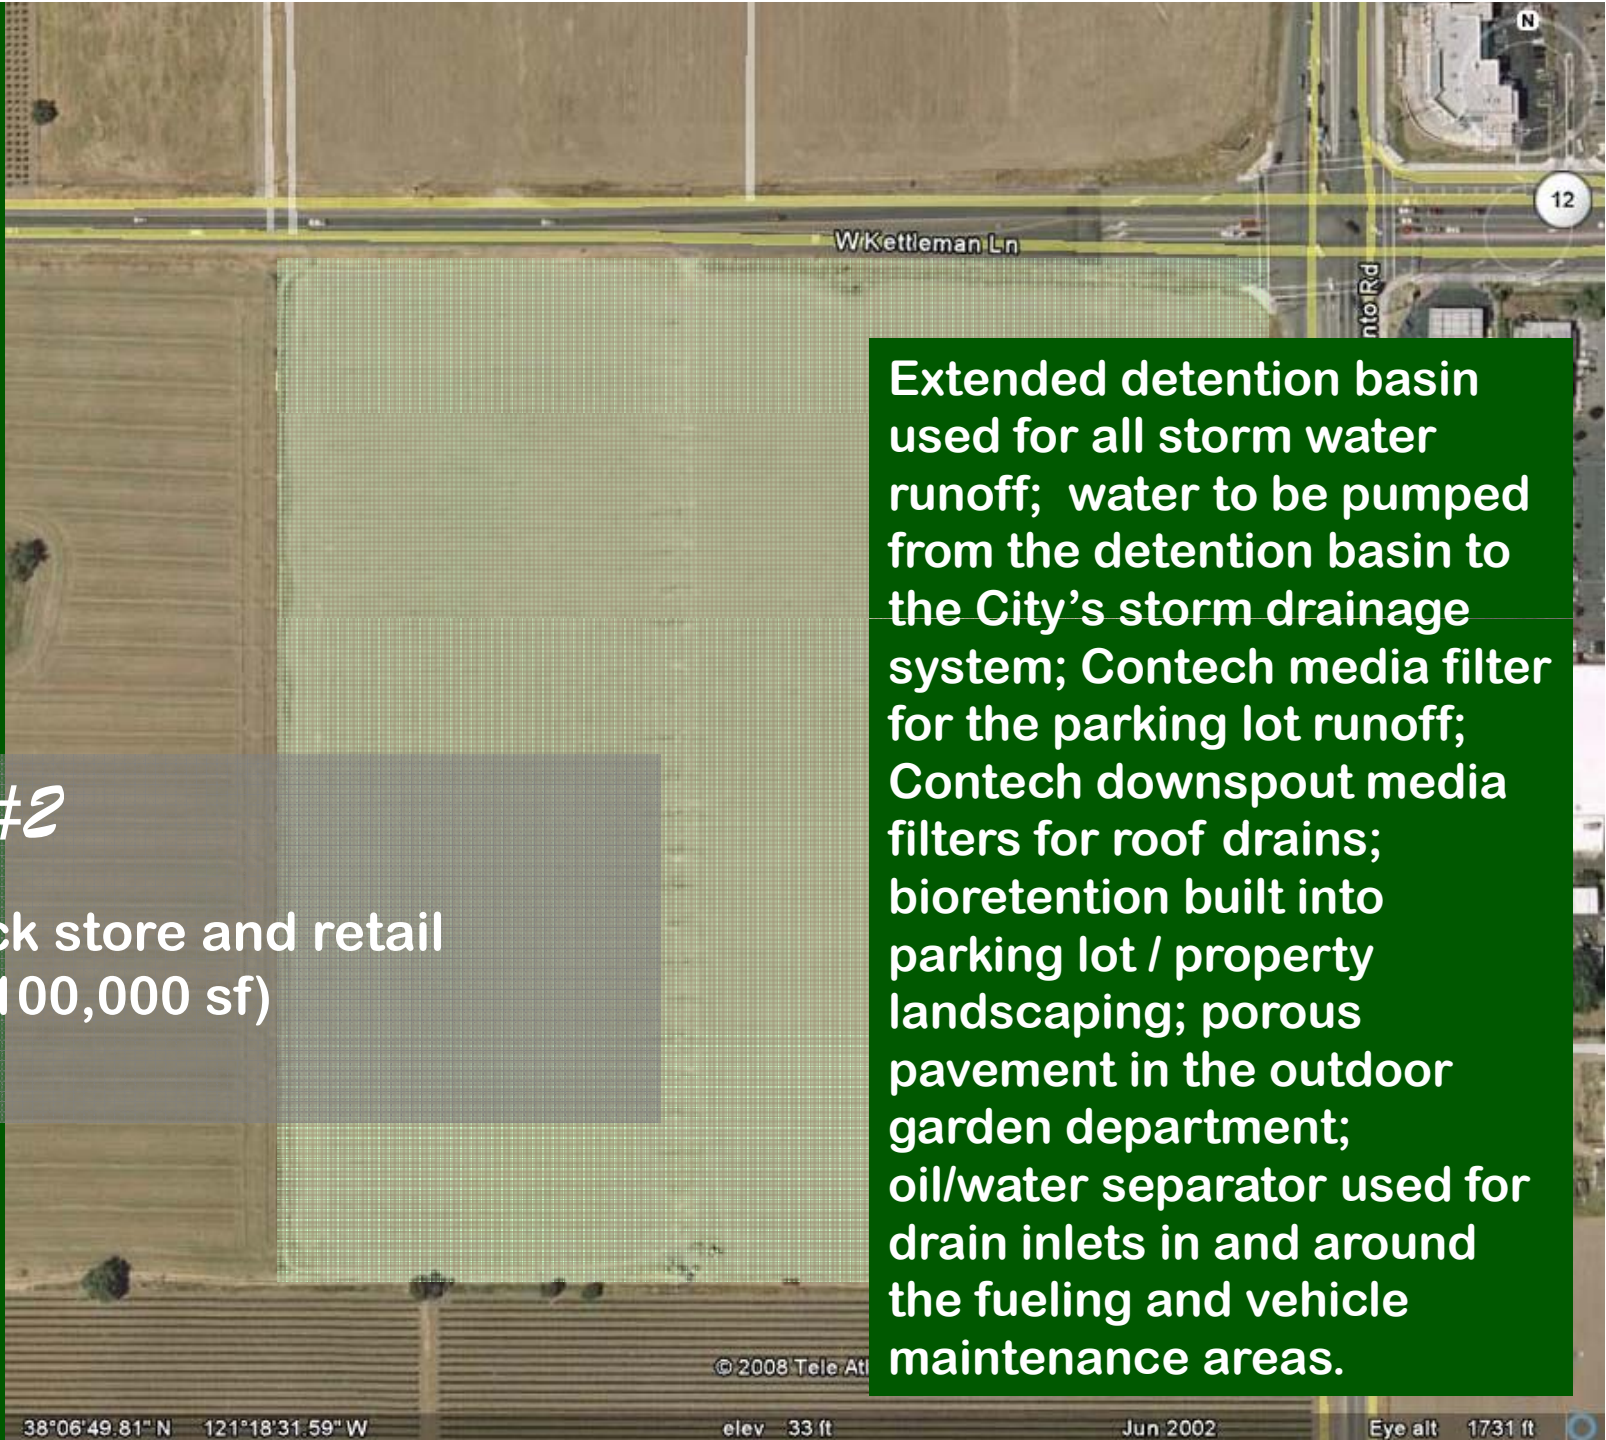 N
12
W Kettleman Ln
nto Rd
Extended detention basin
used for all storm water
runoff;  water to be pumped
from the detention basin to
the City’s storm drainage
system; Contech media filter
for the parking lot runoff;
Contech downspout media
filters for roof drains;
bioretention built into
parking lot / property
landscaping; porous
pavement in the outdoor
garden department;
oil/water separator used for
drain inlets in and around
the fueling and vehicle
maintenance areas.
#2
ck store and retail
100,000 sf)
© 2008 Tele Atl
38°06'49.81" N 121°18'31.59" W elev 33 ft Jun 2002 Eye alt 1731 ft